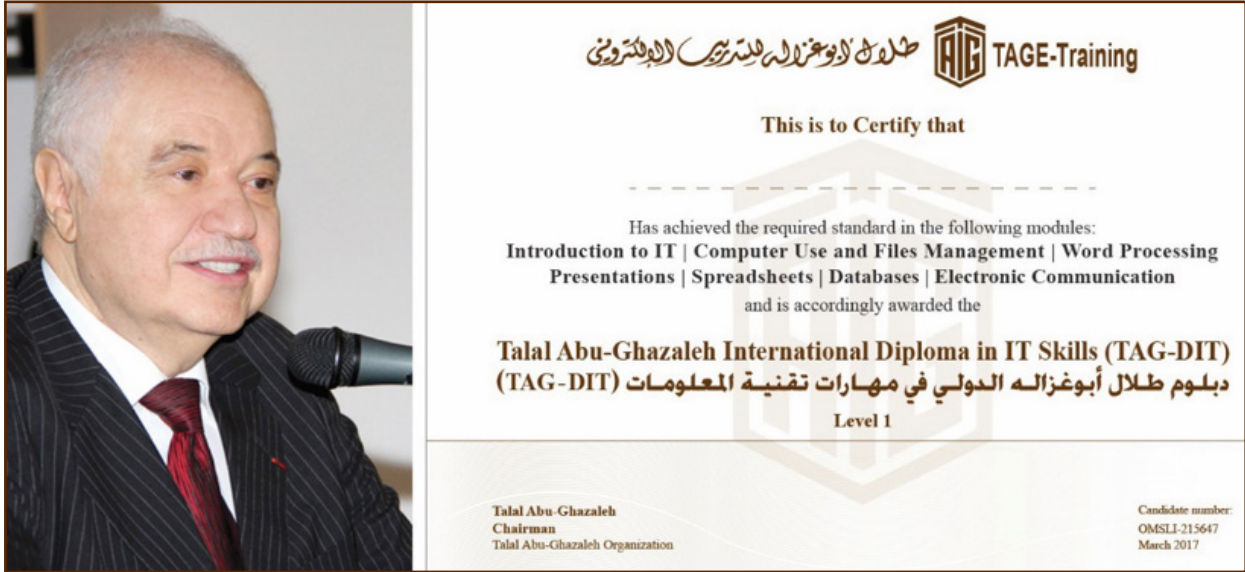 طلال أبوغزاله للتدريب الإلكتروني TAGE-Training
This is to Certify that
Has achieved the required standard in the following modules:
Introduction to IT | Computer Use and Files Management | Word Processing
Presentations | Spreadsheets | Databases | Electronic Communication
and is accordingly awarded the
Talal Abu-Ghazaleh International Diploma in IT Skills (TAG-DIT)
دبلوم طلال أبوغزاله الدولي في مهارات تقنية المعلومات (TAG-DIT)
Level 1
Talal Abu-Ghazaleh
Chairman
Talal Abu-Ghazaleh Organization
Candidate number:
OMSLI-215647
March 2017